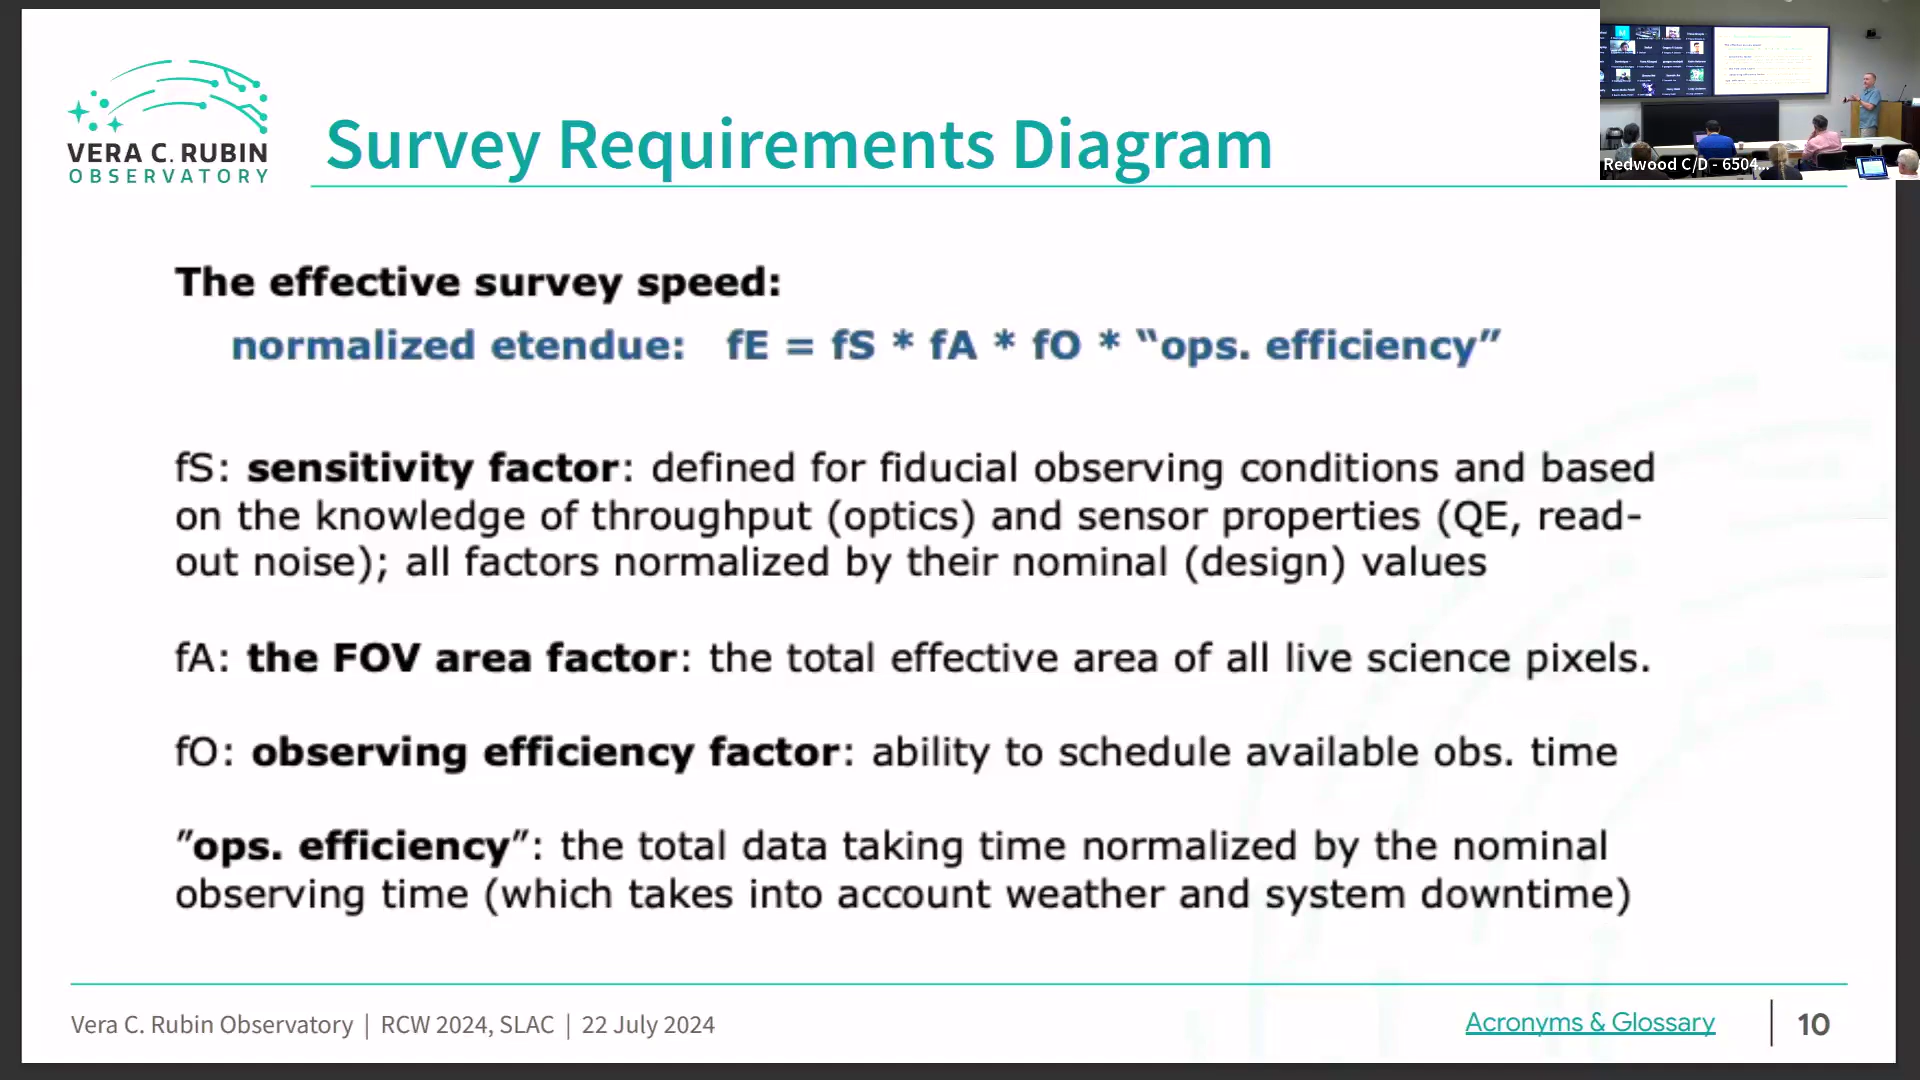 VERA C. RUBIN
OBSERVATORY
Survey Requirements Diagram
Redwood C/D - 6504...
The effective survey speed:
normalized etendue: fE = fS * fA * fO * “ops. efficiency”
fS: sensitivity factor: defined for fiducial observing conditions and based
on the knowledge of throughput (optics) and sensor properties (QE, read-
out noise); all factors normalized by their nominal (design) values
fA: the FOV area factor: the total effective area of all live science pixels.
fO: observing efficiency factor: ability to schedule available obs. time
”ops. efficiency”: the total data taking time normalized by the nominal
observing time (which takes into account weather and system downtime)
Vera C. Rubin Observatory | RCW 2024, SLAC | 22 July 2024
Acronyms & Glossary
10